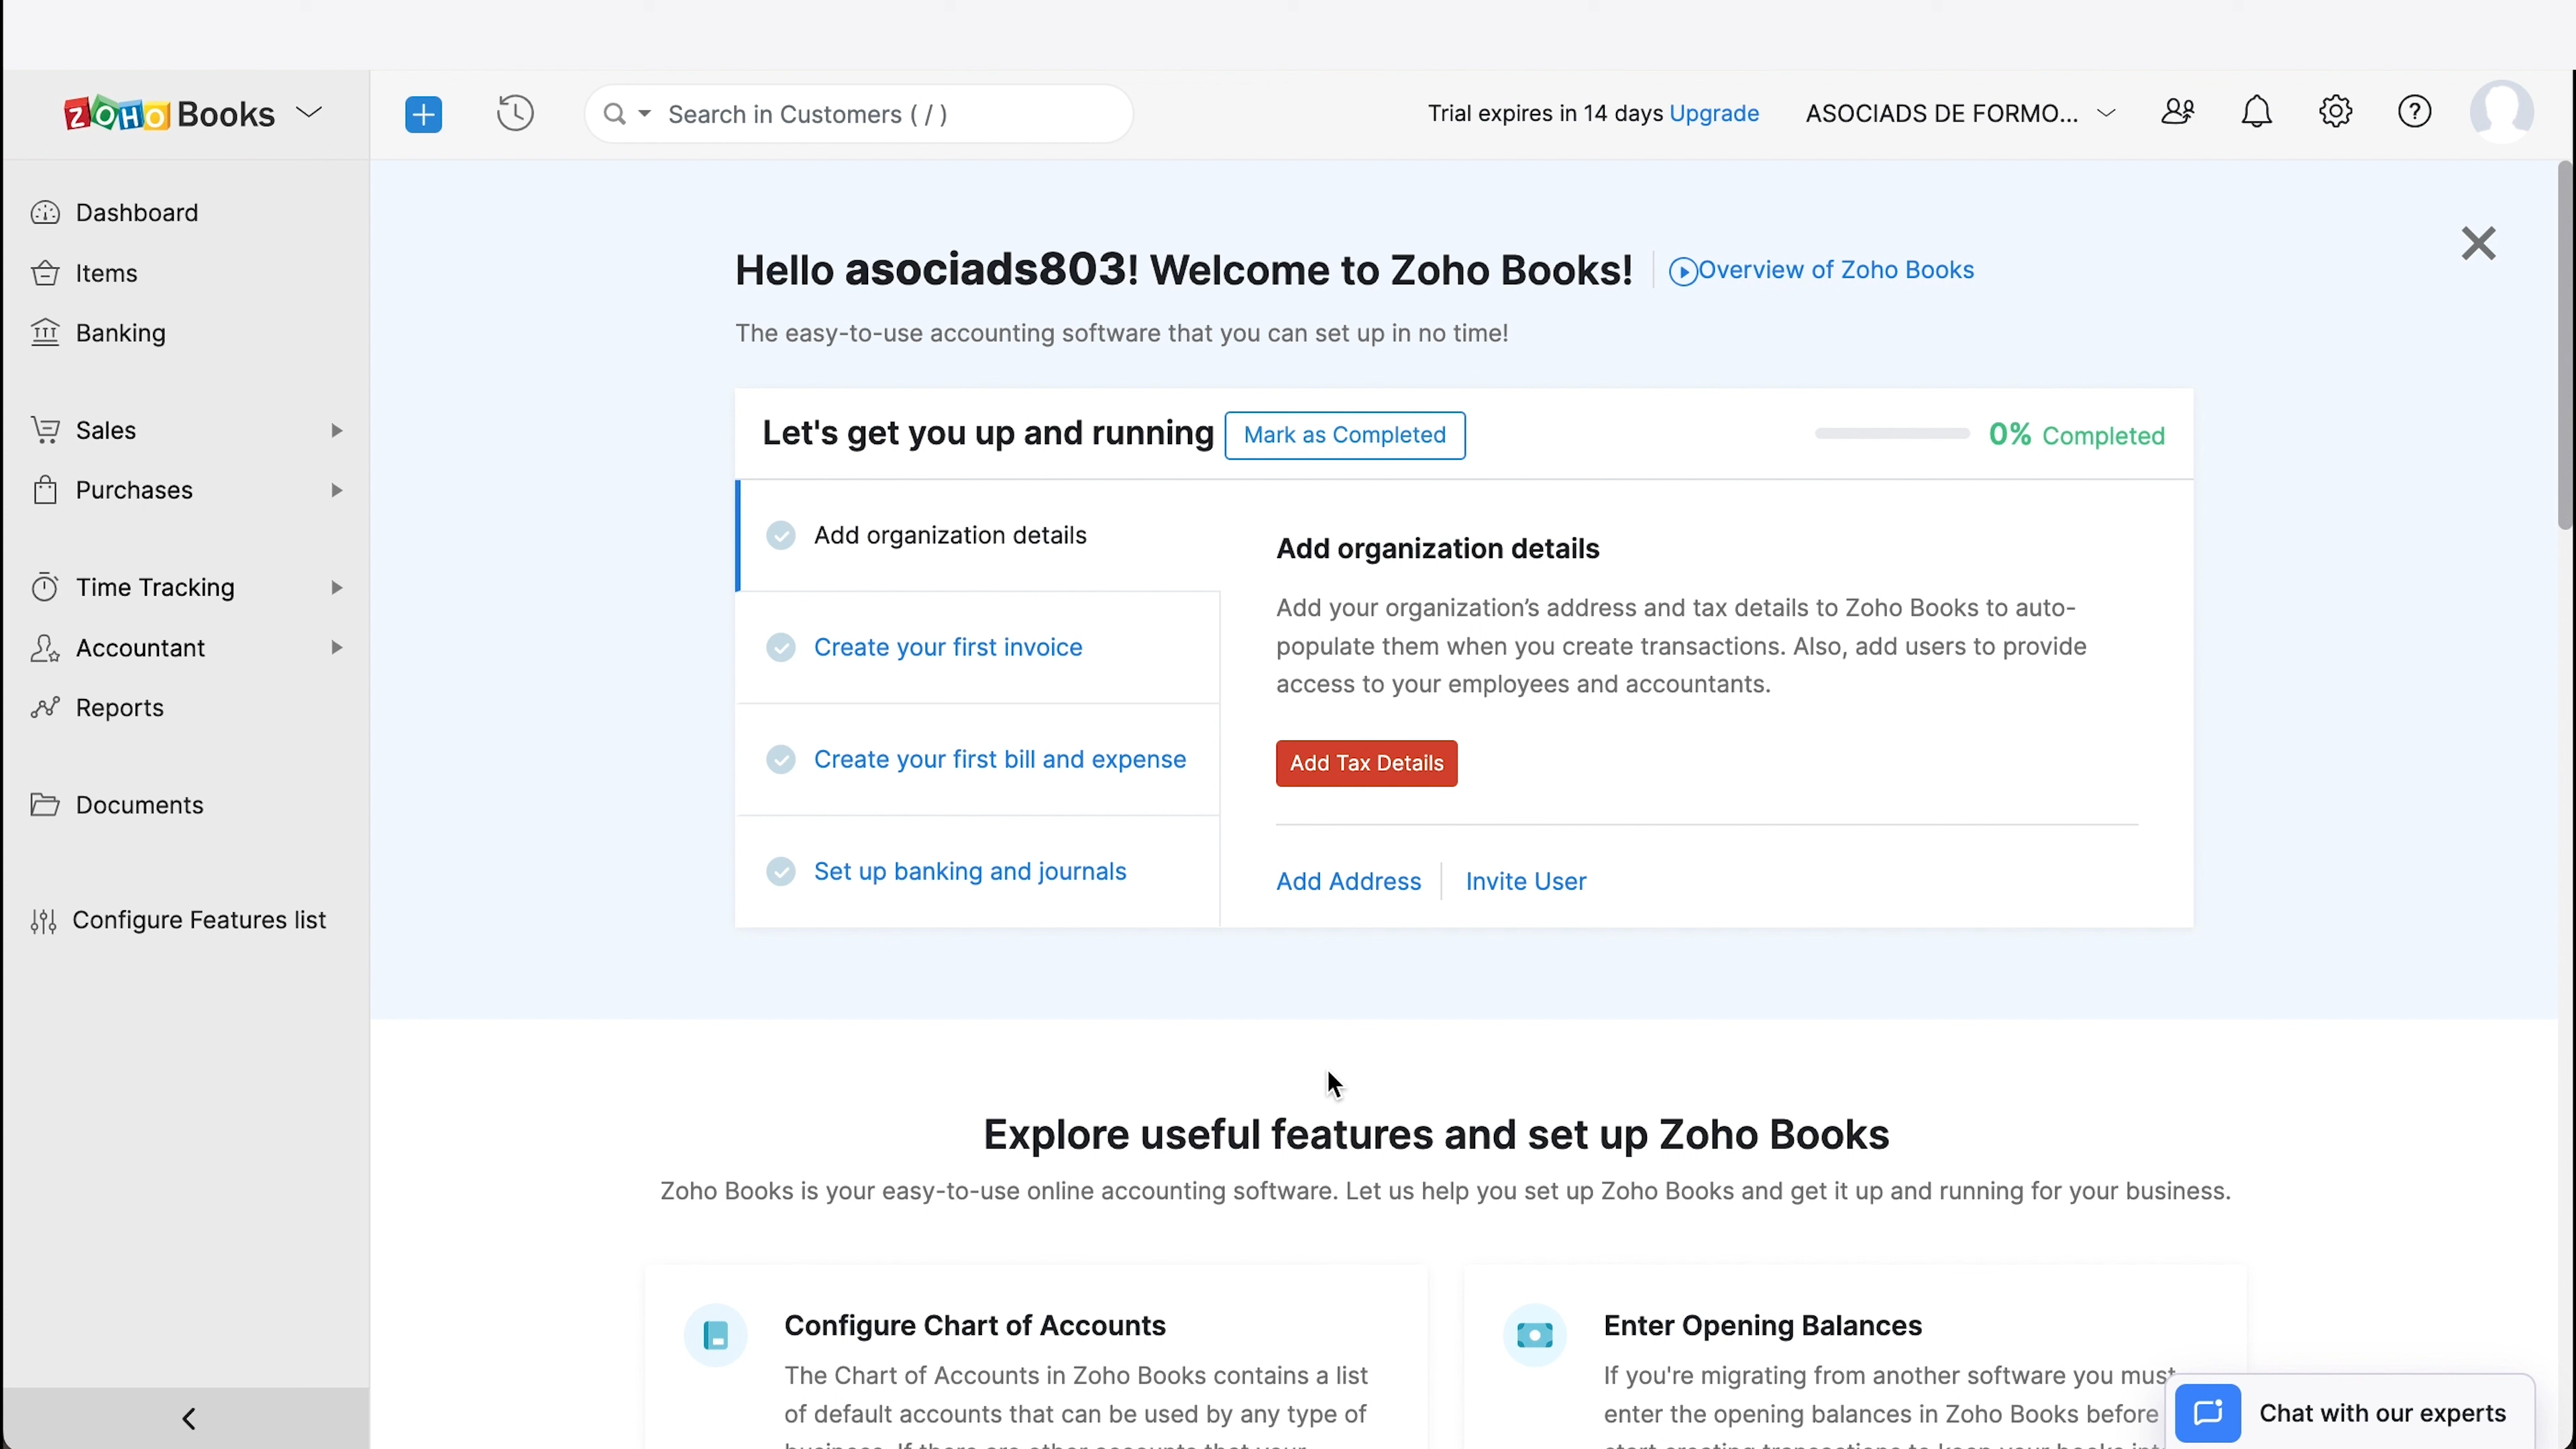 ZOHO Books
Search in Customers ( / )
Trial expires in 14 days Upgrade
ASOCIADS DE FORMO...
Dashboard
Items
Banking
Sales
Purchases
Time Tracking
Accountant
Reports
Documents
Configure Features list
Hello asociads803! Welcome to Zoho Books!
Overview of Zoho Books
The easy-to-use accounting software that you can set up in no time!
Let's get you up and running
Mark as Completed
0% Completed
Add organization details
Create your first invoice
Create your first bill and expense
Set up banking and journals
Add organization details
Add your organization’s address and tax details to Zoho Books to auto-
populate them when you create transactions. Also, add users to provide
access to your employees and accountants.
Add Tax Details
Add Address
Invite User
Explore useful features and set up Zoho Books
Zoho Books is your easy-to-use online accounting software. Let us help you set up Zoho Books and get it up and running for your business.
Configure Chart of Accounts
The Chart of Accounts in Zoho Books contains a list
of default accounts that can be used by any type of
Enter Opening Balances
If you're migrating from another software you must
enter the opening balances in Zoho Books before
Chat with our experts